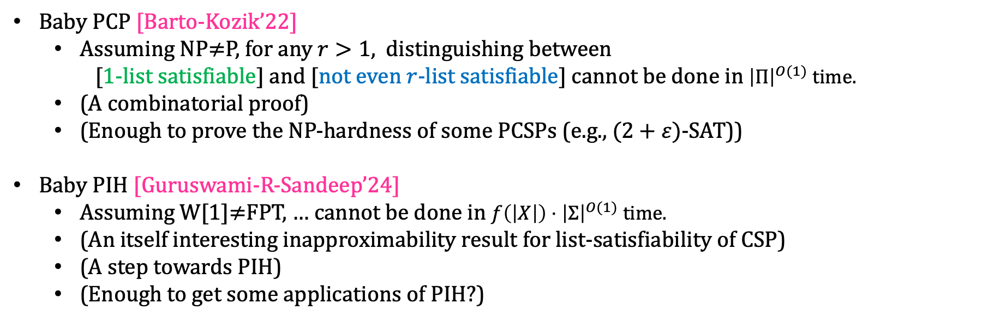 • Baby PCP [Barto-Kozik’22]
• Assuming NP≠P, for any r > 1, distinguishing between
[1-list satisfiable] and [not even r-list satisfiable] cannot be done in |Π|^O(1) time.
• (A combinatorial proof)
• (Enough to prove the NP-hardness of some PCSPs (e.g., (2 + ε)-SAT))
• Baby PIH [Guruswami-R-Sandeep’24]
• Assuming W[1]≠FPT, … cannot be done in f(|X|) · |Σ|^O(1) time.
• (An itself interesting inapproximability result for list-satisfiability of CSP)
• (A step towards PIH)
• (Enough to get some applications of PIH?)